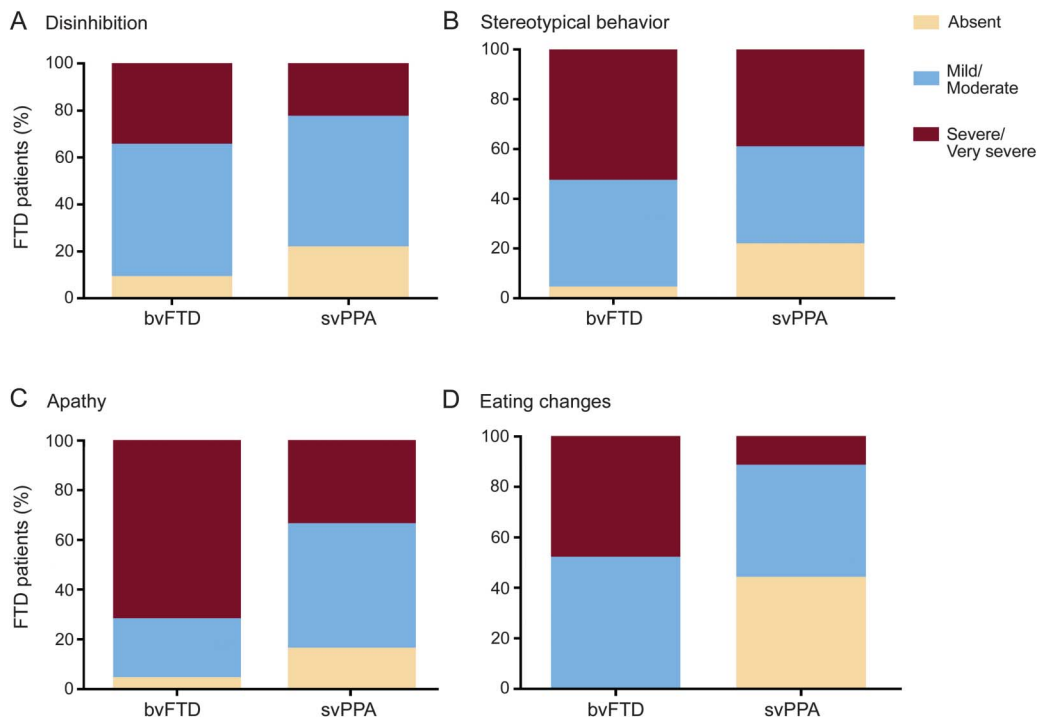 A Disinhibition
100
80
60
40
20
0
FTD patients (%)
bvFTD svPPA
B Stereotypical behavior
100
80
60
40
20
0
bvFTD svPPA
Absent
Mild/
Moderate
Severe/
Very severe
C Apathy
100
80
60
40
20
0
FTD patients (%)
bvFTD svPPA
D Eating changes
100
80
60
40
20
0
bvFTD svPPA